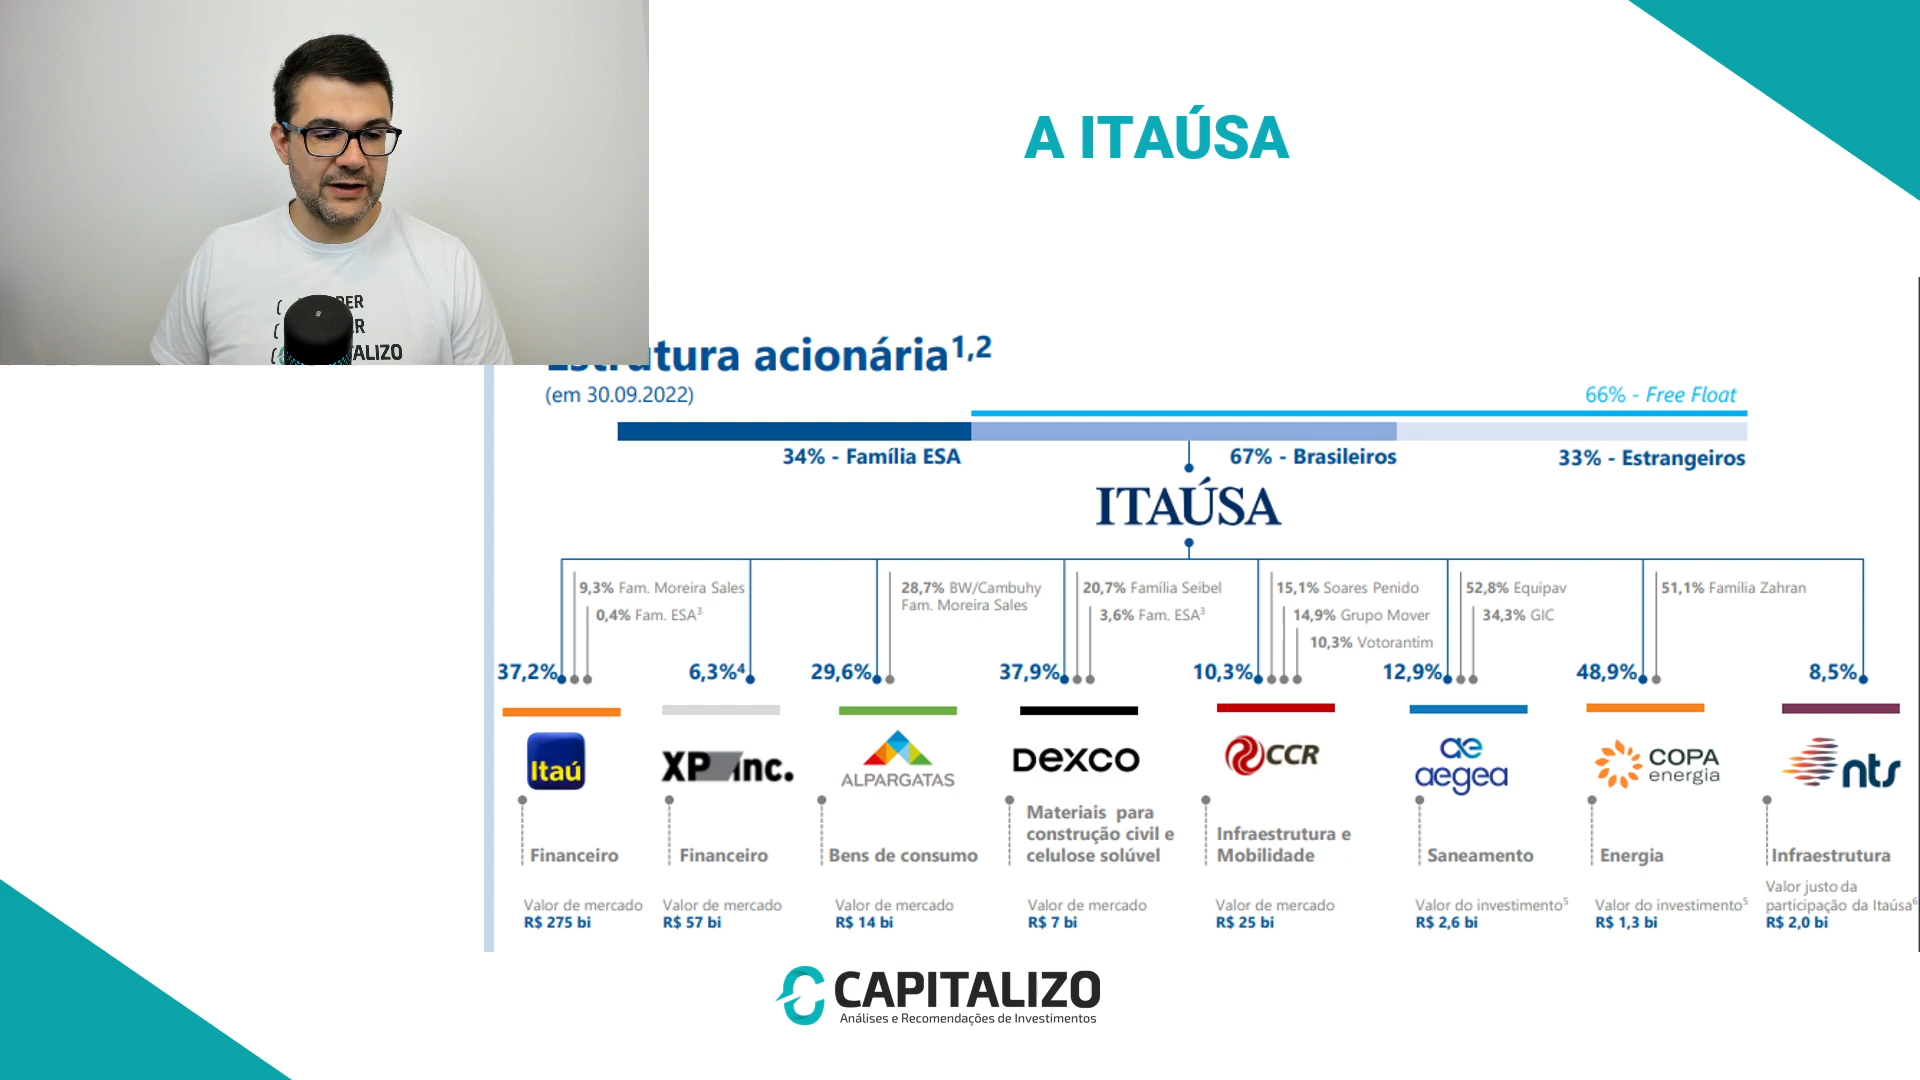 A ITAÚSA
DER
ER
ALIZO
Estrutura acionária1,2
(em 30.09.2022)
66% - Free Float
34% - Família ESA
67% - Brasileiros
33% - Estrangeiros
ITAÚSA
9,3% Fam. Moreira Sales
0,4% Fam. ESA3
28,7% BW/Cambuhy
Fam. Moreira Sales
20,7% Família Seibel
3,6% Fam. ESA3
15,1% Soares Penido
14,9% Grupo Mover
10,3% Votorantim
52,8% Equipav
34,3% GIC
51,1% Família Zahran
37,2%
6,3%4
29,6%
37,9%
10,3%
12,9%
48,9%
8,5%
Itaú
XP inc.
ALPARGATAS
Dexco
CCR
ae
aegea
COPA
energia
nts
Financeiro
Financeiro
Bens de consumo
Materiais para
construção civil e
celulose solúvel
Infraestrutura e
Mobilidade
Saneamento
Energia
Infraestrutura
Valor de mercado
R$ 275 bi
Valor de mercado
R$ 57 bi
Valor de mercado
R$ 14 bi
Valor de mercado
R$ 7 bi
Valor de mercado
R$ 25 bi
Valor do investimento5
R$ 2,6 bi
Valor do investimento5
R$ 1,3 bi
Valor justo da
participação da Itaúsa6
R$ 2,0 bi
CAPITALIZO
Análises e Recomendações de Investimentos